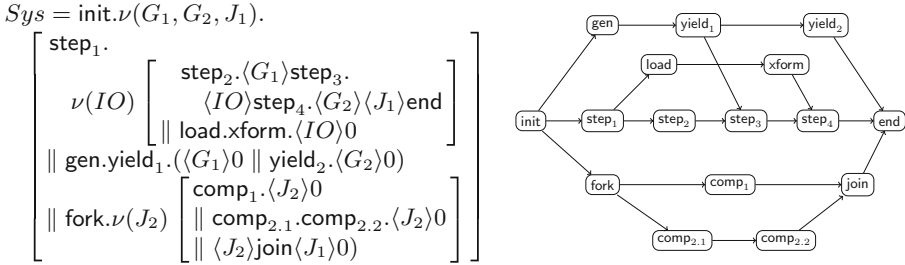 Sys = init.ν(G₁, G₂, J₁).
step₁.
step₂.⟨G₁⟩step₃.
ν(IO) ⟨IO⟩step₄.⟨G₂⟩⟨J₁⟩end
∥ load.xform.⟨IO⟩0
∥ gen.yield₁.(⟨G₁⟩0 ∥ yield₂.⟨G₂⟩0)
comp₁.⟨J₂⟩0
∥ fork.ν(J₂) ∥ comp₂.₁.comp₂.₂.⟨J₂⟩0
∥ ⟨J₂⟩join⟨J₁⟩0)
gen yield₁ yield₂
load xform
init step₁ step₂ step₃ step₄ end
fork comp₁ join
comp₂.₁ comp₂.₂